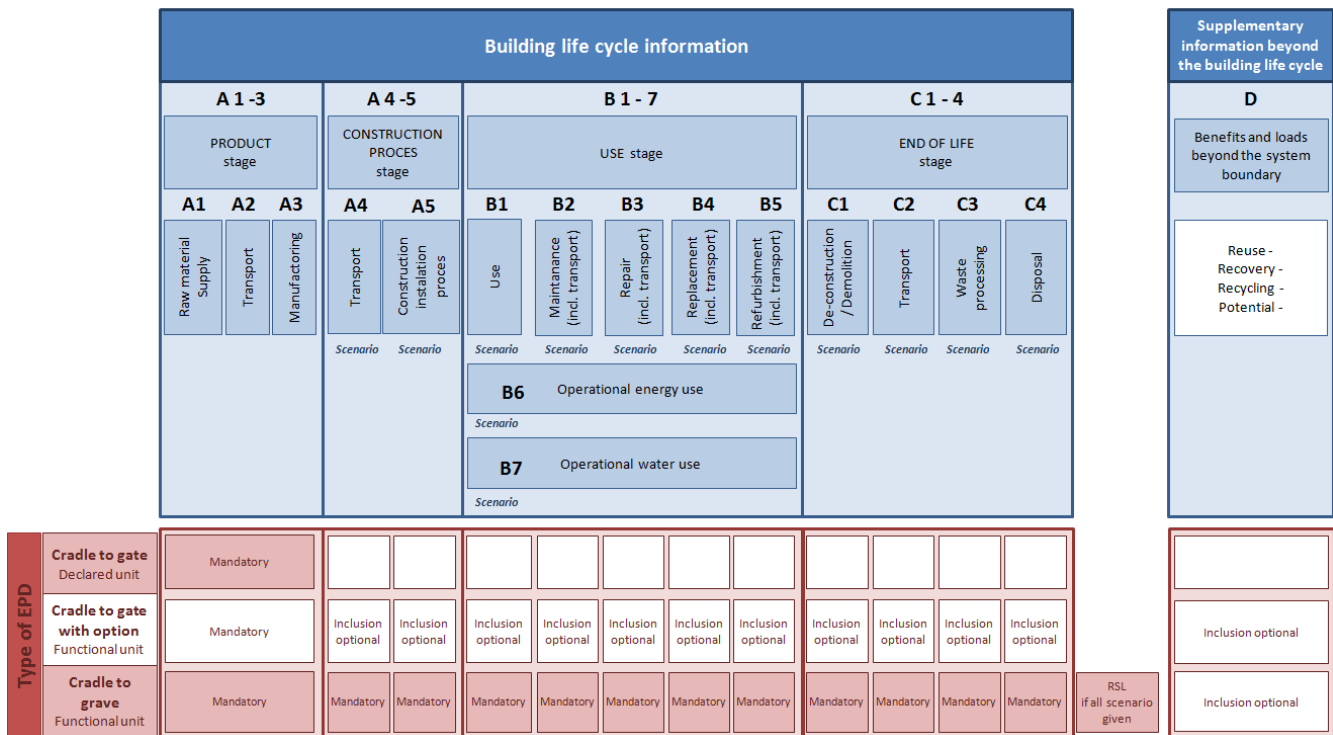 Building life cycle information
Supplementary
information beyond
the building life cycle
A 1 -3
A 4 -5
B 1 - 7
C 1 - 4
D
PRODUCT
stage
CONSTRUCTION
PROCES
stage
USE stage
END OF LIFE
stage
Benefits and loads
beyond the system
boundary
A1
A2
A3
A4
A5
B1
B2
B3
B4
B5
C1
C2
C3
C4
Raw material
Supply
Transport
Manufactoring
Transport
Construction
instalation
proces
Use
Maintanance
(incl. transport)
Repair
(incl. transport)
Replacement
(incl. transport)
Refurbishment
(incl. transport)
De-construction
/ Demolition
Transport
Waste
processing
Disposal
Reuse -
Recovery -
Recycling -
Potential -
Scenario
Scenario
Scenario
Scenario
Scenario
Scenario
Scenario
Scenario
Scenario
Scenario
Scenario
B6 Operational energy use
Scenario
B7 Operational water use
Scenario
Type of EPD
Cradle to gate
Declared unit
Mandatory
Cradle to gate
with option
Functional unit
Mandatory
Inclusion
optional
Inclusion
optional
Inclusion
optional
Inclusion
optional
Inclusion
optional
Inclusion
optional
Inclusion
optional
Inclusion
optional
Inclusion
optional
Inclusion
optional
Inclusion
optional
Inclusion optional
Cradle to
grave
Functional unit
Mandatory
Mandatory
Mandatory
Mandatory
Mandatory
Mandatory
Mandatory
Mandatory
Mandatory
Mandatory
Mandatory
Mandatory
RSL
if all scenario
given
Inclusion optional